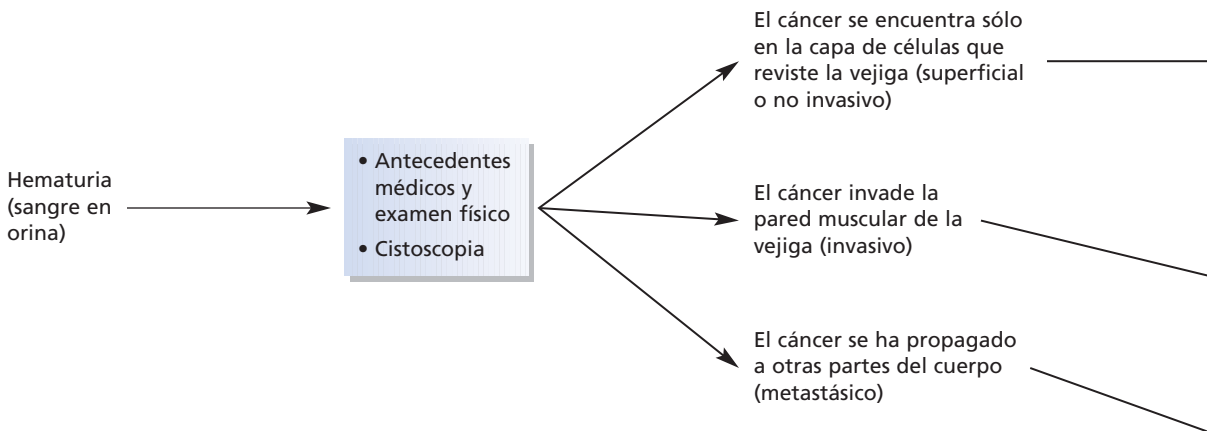 Hematuria
(sangre en
orina)
• Antecedentes
médicos y
examen físico
• Cistoscopia
El cáncer se encuentra sólo
en la capa de células que
reviste la vejiga (superficial
o no invasivo)
El cáncer invade la
pared muscular de la
vejiga (invasivo)
El cáncer se ha propagado
a otras partes del cuerpo
(metastásico)